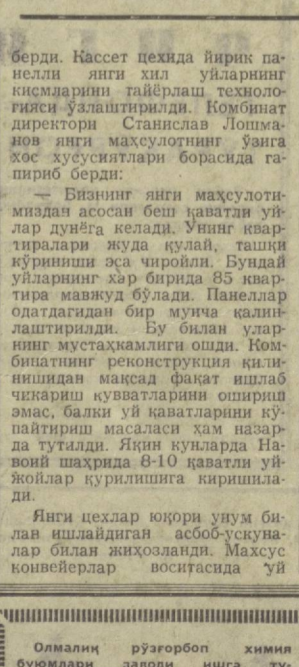 берди. Кассет цехида йирик па-
нелли янги хил уйларнинг
қисмларини тайёрлаш техноло-
гияси ўзлаштирилди. Комбинат
директори Станислав Лошма-
нов янги маҳсулотнинг ўзига
хос хусусиятлари борасида га-
пириб берди:
— Бизнинг янги маҳсулоти-
миздан асосан беш қаватли уй-
лар дунёга келади. Унинг квар-
тиралари жуда қулай, ташқи
кўриниши эса чиройли. Бундай
уйларнинг ҳар бирида 85 квар-
тира мавжуд бўлади. Панеллар
одатдагидан бир мунча қалин-
лаштирилди. Бу билан улар-
нинг мустаҳкамлиги ошди. Ком-
бинатнинг реконструкция қили-
нишидан мақсад фақат ишлаб
чиқариш қувватларини ошириш
эмас, балки уй қаватларини кў-
пайтириш масаласи ҳам назар-
да тутилди. Яқин кунларда На-
воий шаҳрида 8-10 қаватли уй-
жойлар қурилишига киришила-
ди.
Янги цехлар юқори унум би-
лан ишлайдиган асбоб-ускуна-
лар билан жиҳозланди. Махсус
конвейерлар воситасида уй
Олмалиқ рўзғорбоп химия
буюмлари заводи ишга ту-